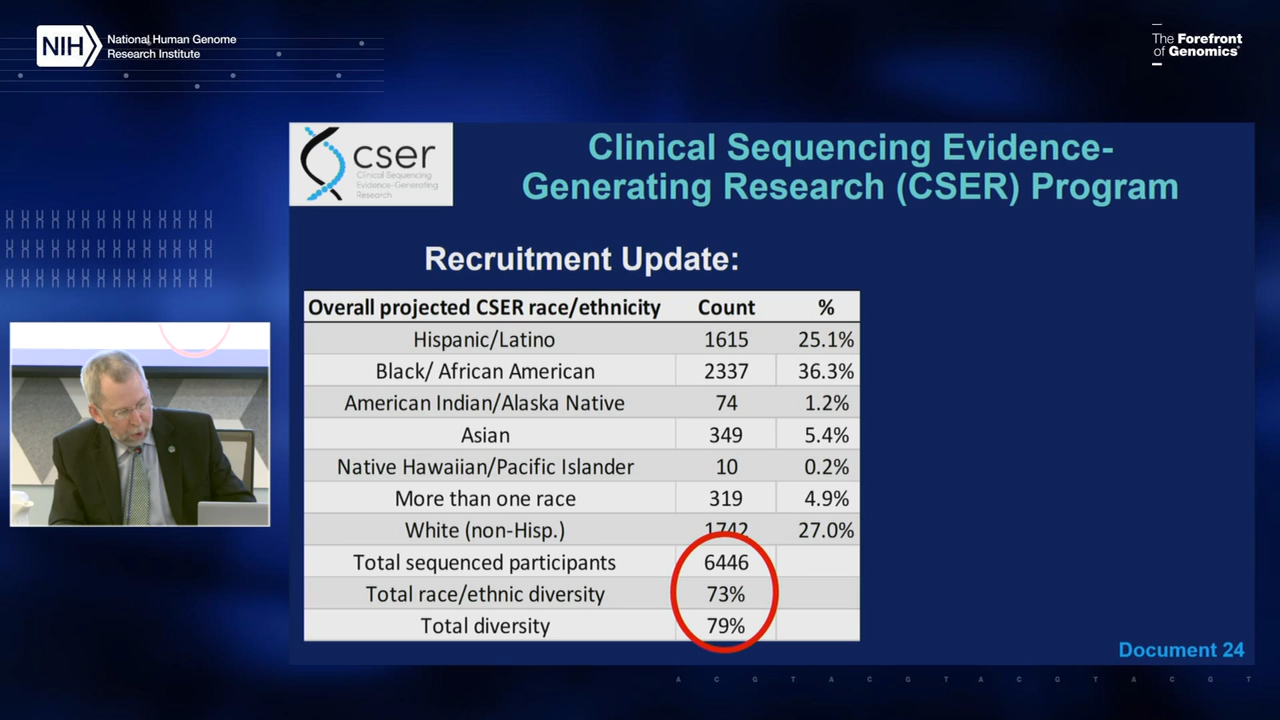 NIH
National Human Genome
Research Institute
The Forefront
of Genomics®
cser
Clinical Sequencing
Evidence-Generating
Research
Clinical Sequencing Evidence-
Generating Research (CSER) Program
Recruitment Update:
Overall projected CSER race/ethnicity Count %
Hispanic/Latino 1615 25.1%
Black/ African American 2337 36.3%
American Indian/Alaska Native 74 1.2%
Asian 349 5.4%
Native Hawaiian/Pacific Islander 10 0.2%
More than one race 319 4.9%
White (non-Hisp.) 1742 27.0%
Total sequenced participants 6446
Total race/ethnic diversity 73%
Total diversity 79%
Document 24
A C G T A C G T A C G T A C G T